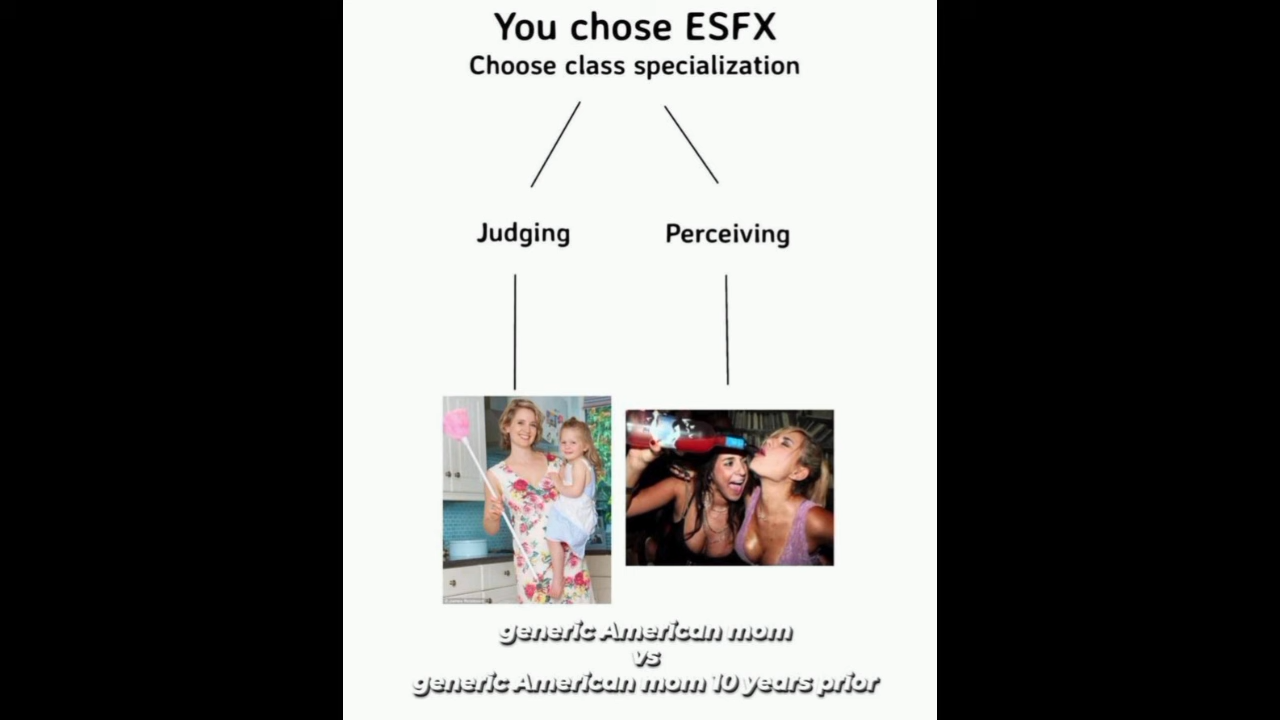 You chose ESFX
Choose class specialization
Judging
Perceiving
generic American mom
vs
generic American mom 10 years prior